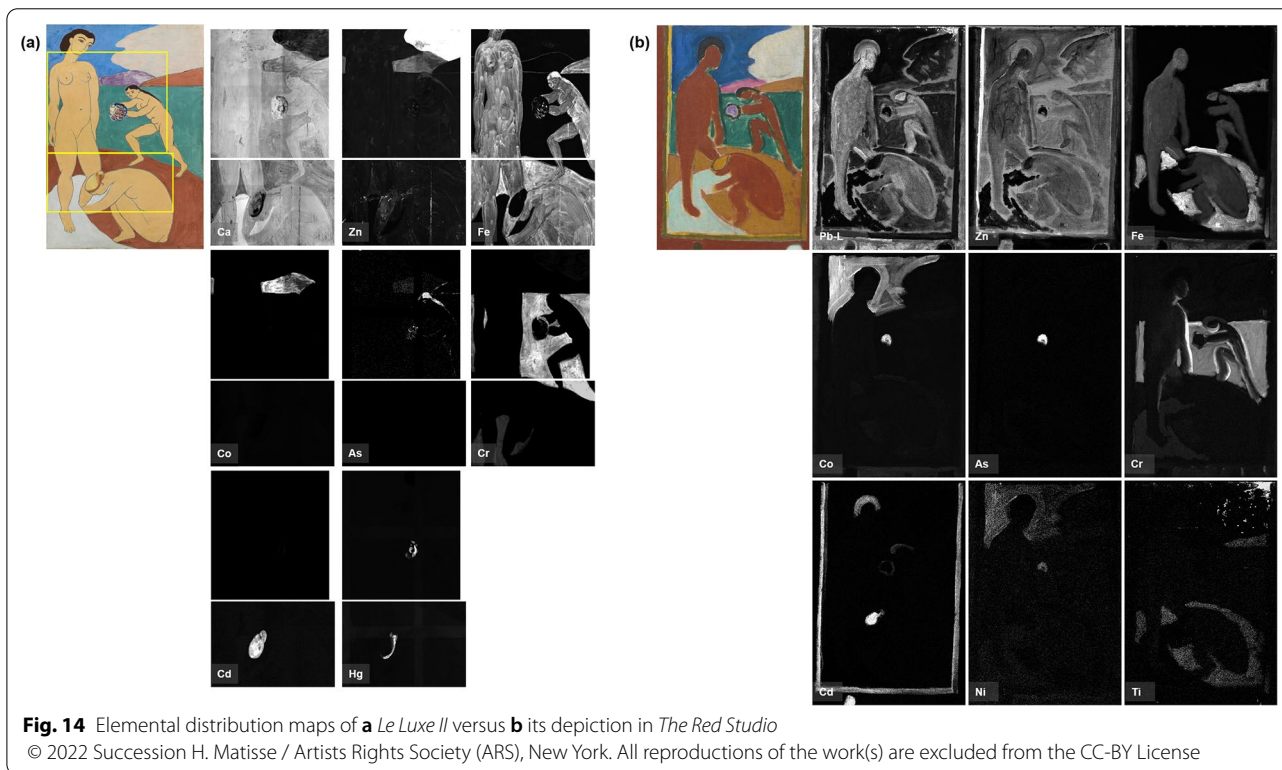 (a)
Ca Zn Fe
Co As Cr
Cd Hg
(b)
Pb-L Zn Fe
Co As Cr
Cd Ni Ti
Fig. 14 Elemental distribution maps of a Le Luxe II versus b its depiction in The Red Studio
© 2022 Succession H. Matisse / Artists Rights Society (ARS), New York. All reproductions of the work(s) are excluded from the CC-BY License